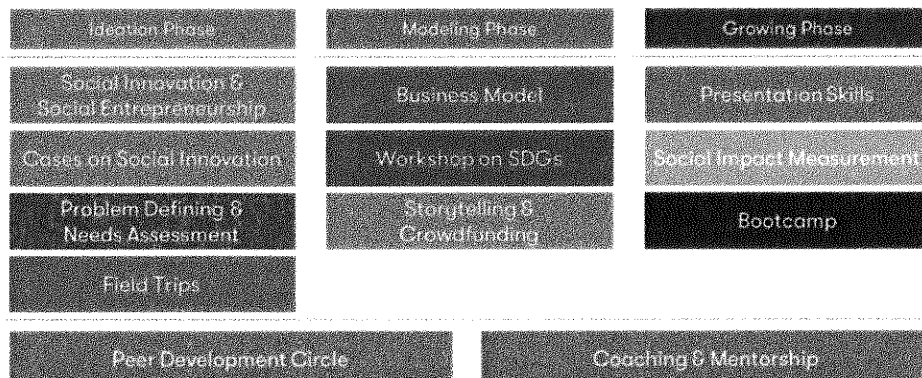 Ideation Phase
Modeling Phase
Growing Phase
Social Innovation &
Social Entrepreneurship
Business Model
Presentation Skills
Cases on Social Innovation
Workshop on SDGs
Social Impact Measurement
Problem Defining &
Needs Assessment
Storytelling &
Crowdfunding
Bootcamp
Field Trips
Peer Development Circle
Coaching & Mentorship